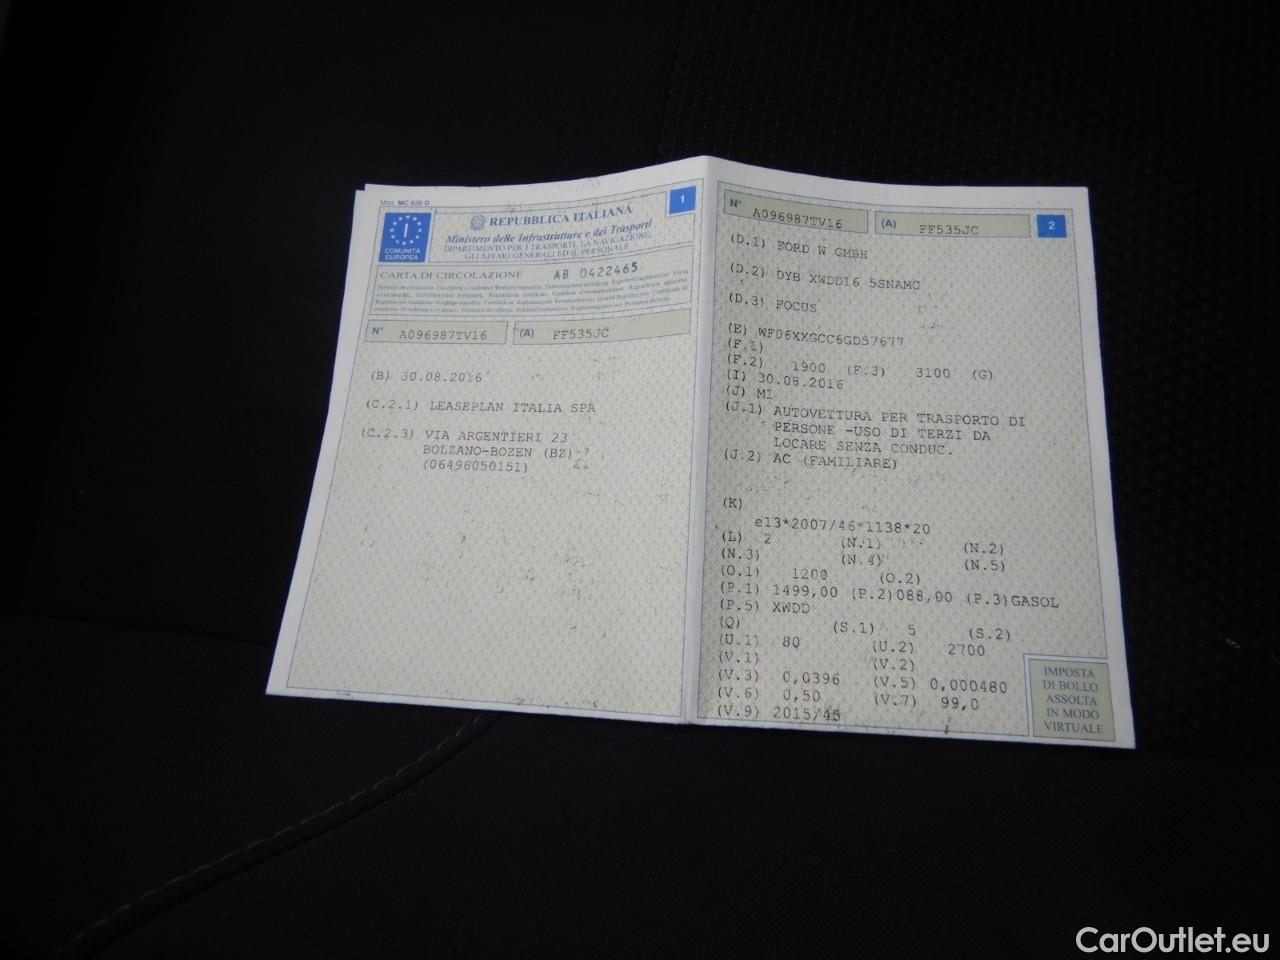 Mod. MC 820 D
1
I
COMUNITÀ
EUROPEA
REPUBBLICA ITALIANA
Ministero delle Infrastrutture e dei Trasporti
DIPARTIMENTO PER I TRASPORTI, LA NAVIGAZIONE,
GLI AFFARI GENERALI ED IL PERSONALE
CARTA DI CIRCOLAZIONE AB 0422465
N° A096987TV16 (A) FF535JC
(B) 30.08.2016
(C.2.1) LEASEPLAN ITALIA SPA
(C.2.3) VIA ARGENTIERI 23
BOLZANO-BOZEN (BZ)
(06496050151)
N° A096987TV16 (A) FF535JC 2
(D.1) FORD W GMBH
(D.2) DYB XWDDI6 5SNAMC
(D.3) FOCUS
(E) WF06XXGCC6GD57677
(F.1)
(F.2) 1900 (F.3) 3100 (G)
(I) 30.08.2016
(J) M1
(J.1) AUTOVETTURA PER TRASPORTO DI
PERSONE -USO DI TERZI DA
LOCARE SENZA CONDUC.
(J.2) AC (FAMILIARE)
(K)
e13*2007/46*1138*20
(L) 2 (N.1) (N.2)
(N.3) (N.4) (N.5)
(O.1) 1200 (O.2)
(P.1) 1499,00 (P.2)088,00 (P.3)GASOL
(P.5) XWDD
(Q) (S.1) 5 (S.2)
(U.1) 80 (U.2) 2700
(V.1) (V.2)
(V.3) 0,0396 (V.5) 0,000480
(V.6) 0,50 (V.7) 99,0
(V.9) 2015/45
IMPOSTA
DI BOLLO
ASSOLTA
IN MODO
VIRTUALE
CarOutlet.eu